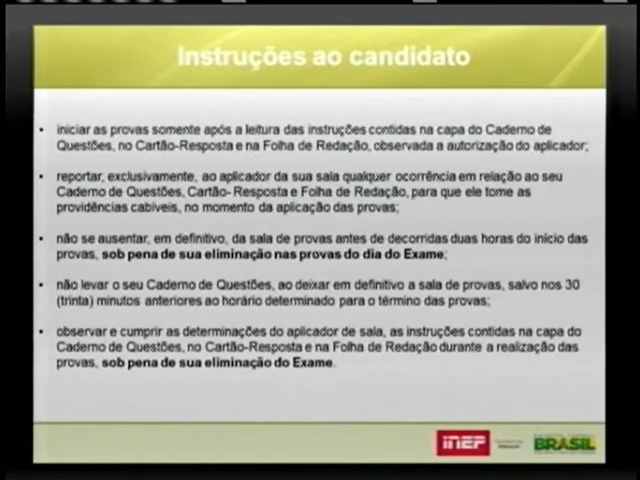 Instruções ao candidato
• iniciar as provas somente após a leitura das instruções contidas na capa do Caderno de
Questões, no Cartão-Resposta e na Folha de Redação, observada a autorização do aplicador;
• reportar, exclusivamente, ao aplicador da sua sala qualquer ocorrência em relação ao seu
Caderno de Questões, Cartão-Resposta e Folha de Redação, para que ele tome as
providências cabíveis, no momento da aplicação das provas;
• não se ausentar, em definitivo, da sala de provas antes de decorridas duas horas do início das
provas, sob pena de sua eliminação nas provas do dia do Exame;
• não levar o seu Caderno de Questões, ao deixar em definitivo a sala de provas, salvo nos 30
(trinta) minutos anteriores ao horário determinado para o término das provas;
• observar e cumprir as determinações do aplicador de sala, as instruções contidas na capa do
Caderno de Questões, no Cartão-Resposta e na Folha de Redação durante a realização das
provas, sob pena de sua eliminação do Exame.
INEP
BRASIL